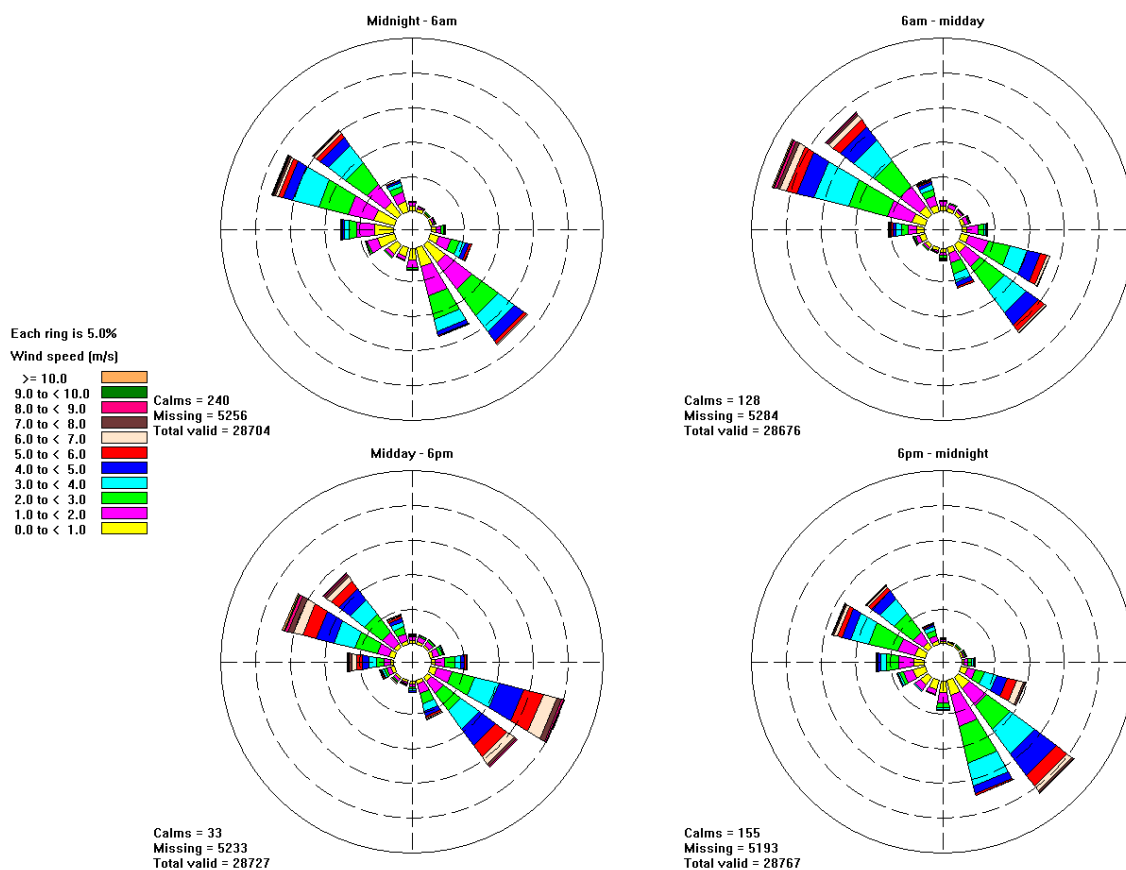 Midnight - 6am
6am - midday
Each ring is 5.0%
Wind speed (m/s)
>= 10.0
9.0 to < 10.0
8.0 to < 9.0
7.0 to < 8.0
6.0 to < 7.0
5.0 to < 6.0
4.0 to < 5.0
3.0 to < 4.0
2.0 to < 3.0
1.0 to < 2.0
0.0 to < 1.0
Calms = 240
Missing = 5256
Total valid = 28704
Calms = 128
Missing = 5284
Total valid = 28676
Midday - 6pm
6pm - midnight
Calms = 33
Missing = 5233
Total valid = 28727
Calms = 155
Missing = 5193
Total valid = 28767